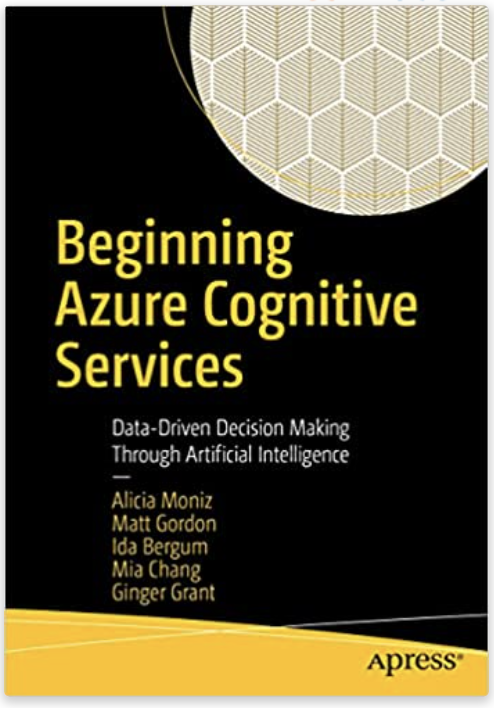 Beginning
Azure Cognitive
Services
Data-Driven Decision Making
Through Artificial Intelligence
Alicia Moniz
Matt Gordon
Ida Bergum
Mia Chang
Ginger Grant
Apress®